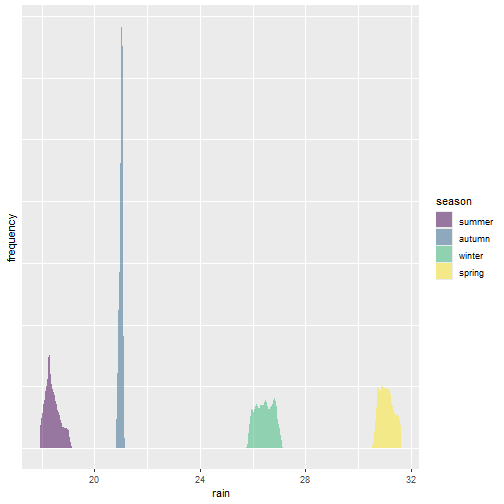 frequency
20
24
28
32
rain
season
summer
autumn
winter
spring